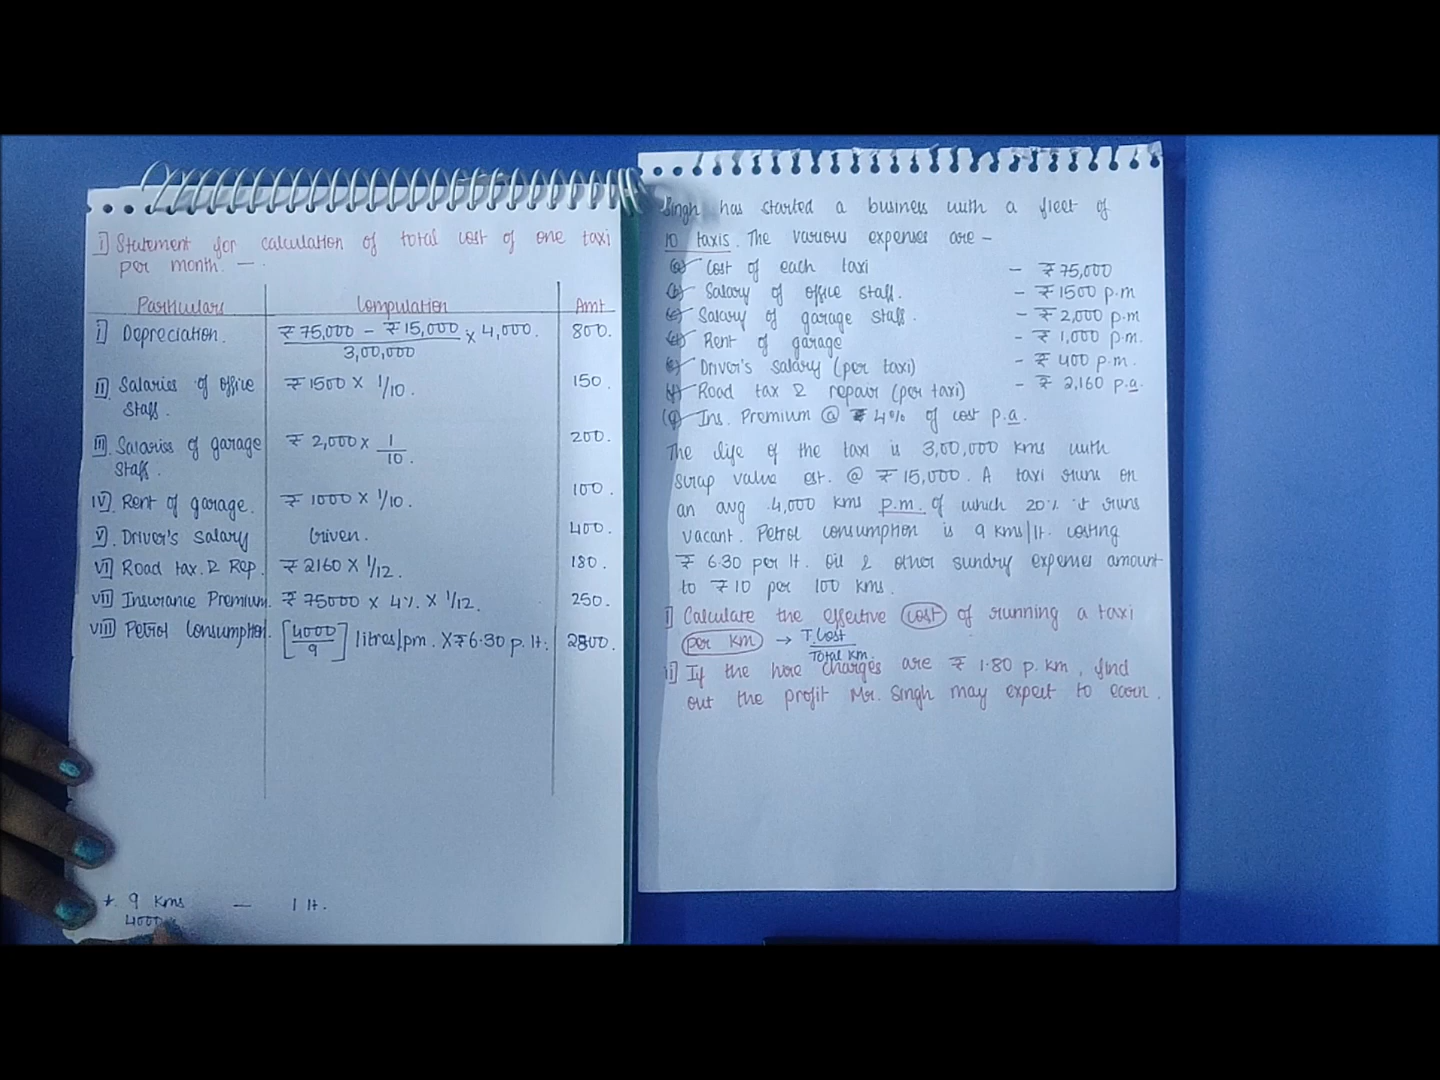 i] Statement for calculation of total cost of one taxi
per month. —.
Particulars Computation Amt
I] Depreciation. ₹ 75,000 - ₹ 15,000 × 4,000. 800.
3,00,000
II] Salaries of office ₹ 1500 × 1/10. 150.
Staff.
III] Salaries of garage ₹ 2,000 × 1/10. 200.
Staff.
IV] Rent of garage. ₹ 1000 × 1/10. 100.
V]. Driver's Salary Given. 400.
VI] Road tax. & Rep. ₹ 2160 × 1/12. 180.
VII] Insurance Premium. ₹ 75000 × 4% × 1/12. 250.
VIII] Petrol Consumption. [4000/9] litres/pm. × ₹ 6.30 p. lt. 2800.
*. 9 Kms — 1 lt.
4000
Singh has started a business with a fleet of
10 taxis. The various expenses are -
(a) Cost of each taxi - ₹ 75,000
(b) Salary of office staff. - ₹ 1500 p.m
(c) Salary of garage staff. - ₹ 2,000 p.m
(d) Rent of garage - ₹ 1,000 p.m.
(e) Driver's salary (per taxi) - ₹ 400 p.m.
(f) Road tax & repair (per taxi) - ₹ 2,160 p.a.
(g) Ins. Premium @ 4% of cost p.a.
The life of the taxi is 3,00,000 kms with
scrap value est. @ ₹ 15,000. A taxi runs on
an avg 4,000 kms p.m. of which 20% it runs
vacant. Petrol consumption is 9 kms/lt. costing
₹ 6.30 per lt. Oil & other sundry expenses amount
to ₹ 10 per 100 kms.
i] Calculate the effective cost of running a taxi
per km → T. Cost
Total Km.
ii] If the hire charges are ₹ 1.80 p. km, find
out the profit Mr. Singh may expect to earn.